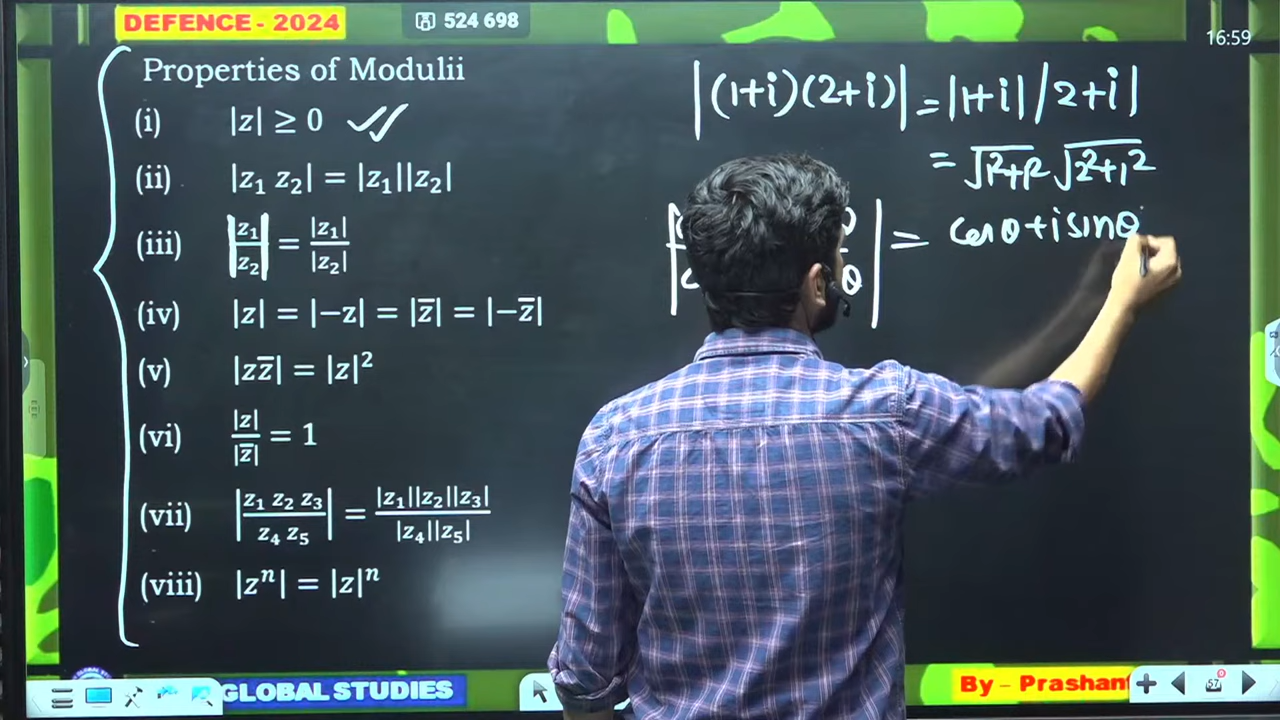 DEFENCE - 2024
524 698
16:59
Properties of Modulii
(i) |z| ≥ 0
(ii) |z₁ z₂| = |z₁||z₂|
(iii) |z₁/z₂| = |z₁|/|z₂|
(iv) |z| = |-z| = |z̅| = |-z̅|
(v) |zz̅| = |z|²
(vi) |z|/|z̅| = 1
(vii) |z₁ z₂ z₃/z₄ z₅| = |z₁||z₂||z₃|/|z₄||z₅|
(viii) |zⁿ| = |z|ⁿ
|(1+i)(2+i)| = |1+i| |2+i|
= √1²+1² √2²+1²
= cosθ+isinθ
GLOBAL STUDIES
By - Prashant
57